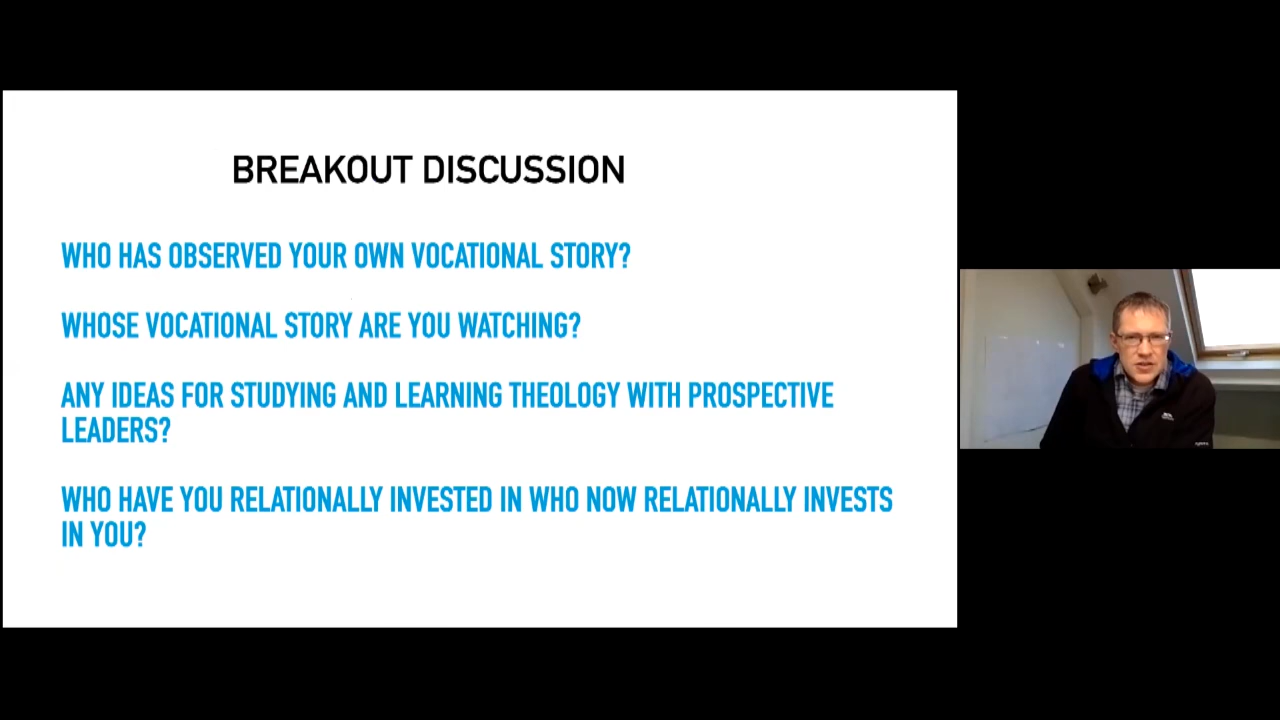 BREAKOUT DISCUSSION
WHO HAS OBSERVED YOUR OWN VOCATIONAL STORY?
WHOSE VOCATIONAL STORY ARE YOU WATCHING?
ANY IDEAS FOR STUDYING AND LEARNING THEOLOGY WITH PROSPECTIVE
LEADERS?
WHO HAVE YOU RELATIONALLY INVESTED IN WHO NOW RELATIONALLY INVESTS
IN YOU?